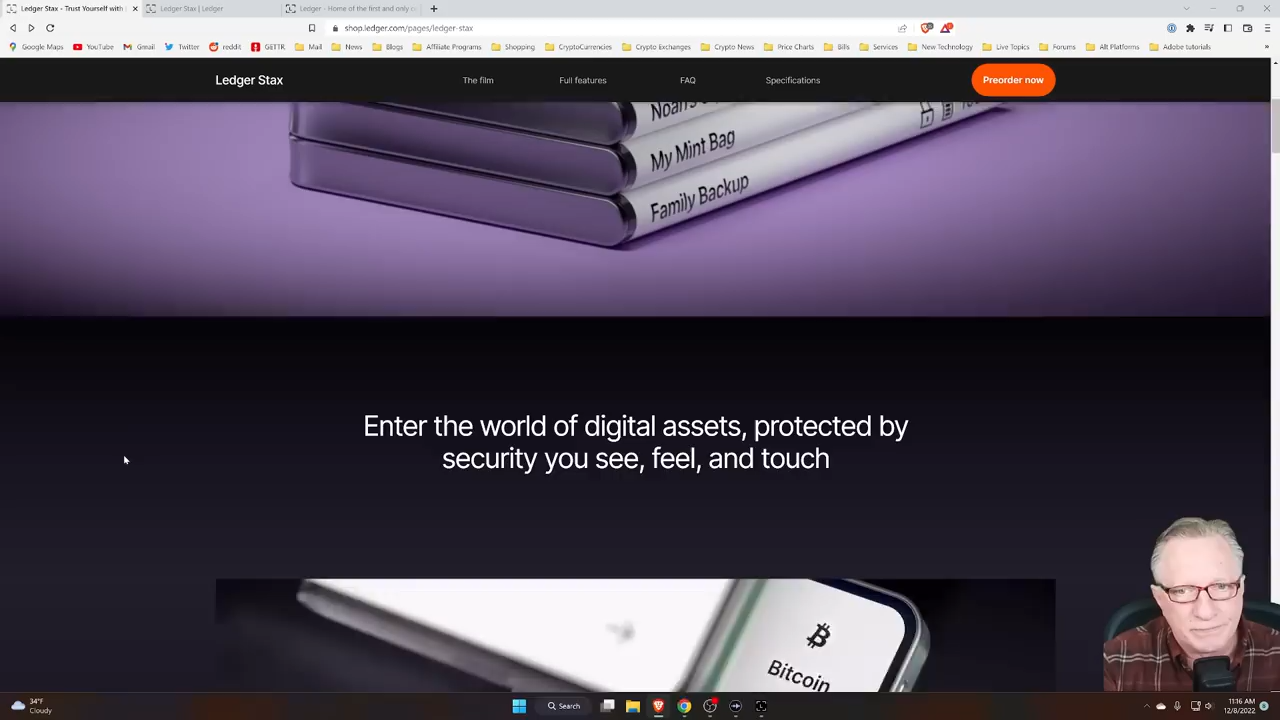 Ledger Stax - Trust Yourself with
Ledger Stax | Ledger
Ledger - Home of the first and only c
shop.ledger.com/pages/ledger-stax
Google Maps
YouTube
Gmail
Twitter
reddit
GETTR
Mail
News
Blogs
Affiliate Programs
Shopping
CryptoCurrencies
Crypto Exchanges
Crypto News
Price Charts
Bills
Services
New Technology
Live Topics
Forums
Alt Platforms
Adobe tutorials
Ledger Stax
The film
Full features
FAQ
Specifications
Preorder now
Noah's
My Mint Bag
Family Backup
Enter the world of digital assets, protected by
security you see, feel, and touch
Bitcoin
34°F
Cloudy
Search
11:16 AM
12/8/2022